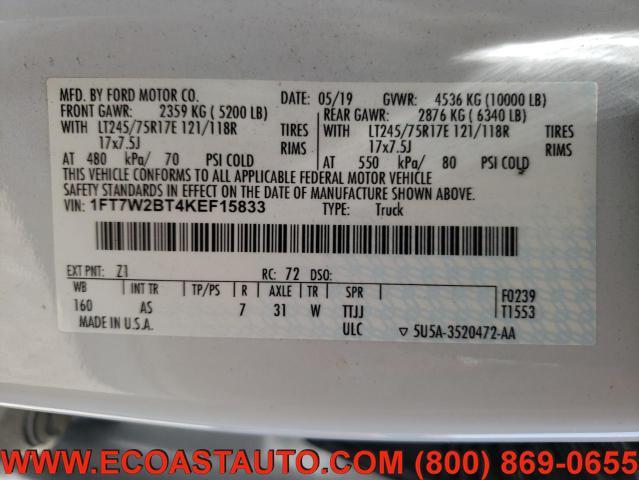 MFD. BY FORD MOTOR CO. DATE: 05/19 GVWR: 4536 KG (10000 LB)
FRONT GAWR: 2359 KG (5200 LB) REAR GAWR: 2876 KG (6340 LB)
WITH LT245/75R17E 121/118R TIRES WITH LT245/75R17E 121/118R TIRES
17x7.5J RIMS 17x7.5J RIMS
AT 480 kPa/ 70 PSI COLD AT 550 kPa/ 80 PSI COLD
THIS VEHICLE CONFORMS TO ALL APPLICABLE FEDERAL MOTOR VEHICLE
SAFETY STANDARDS IN EFFECT ON THE DATE OF MANUFACTURE SHOWN ABOVE.
VIN: 1FT7W2BT4KEF15833 TYPE: Truck
EXT PNT: Z1 RC: 72 DSO:
WB INT TR TP/PS R AXLE TR SPR F0239
160 AS 7 31 W TTJJ T1553
MADE IN U.S.A. ULC ▽ 5U5A-3520472-AA
WWW.ECOASTAUTO.COM (800) 869-0655